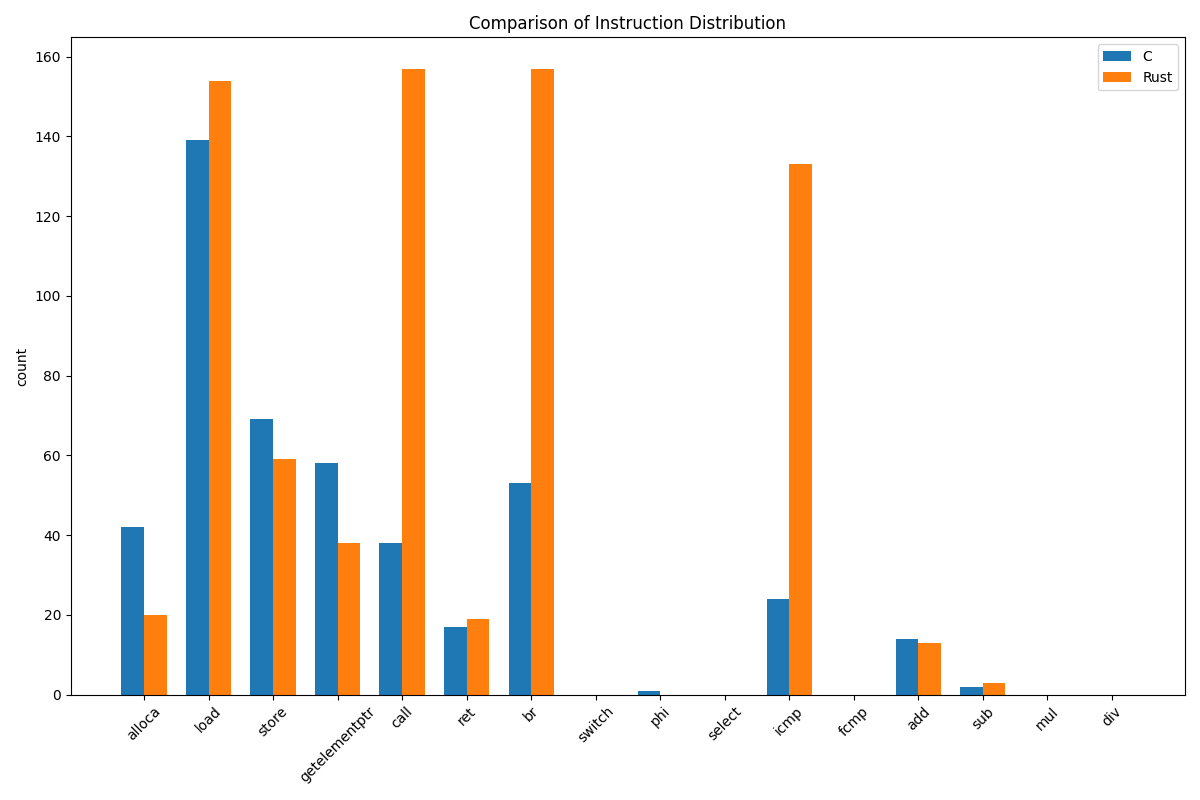 Comparison of Instruction Distribution
C
Rust
160
140
120
100
80
60
40
20
0
count
alloca
load
store
getelementptr
call
ret
br
switch
phi
select
icmp
fcmp
add
sub
mul
div